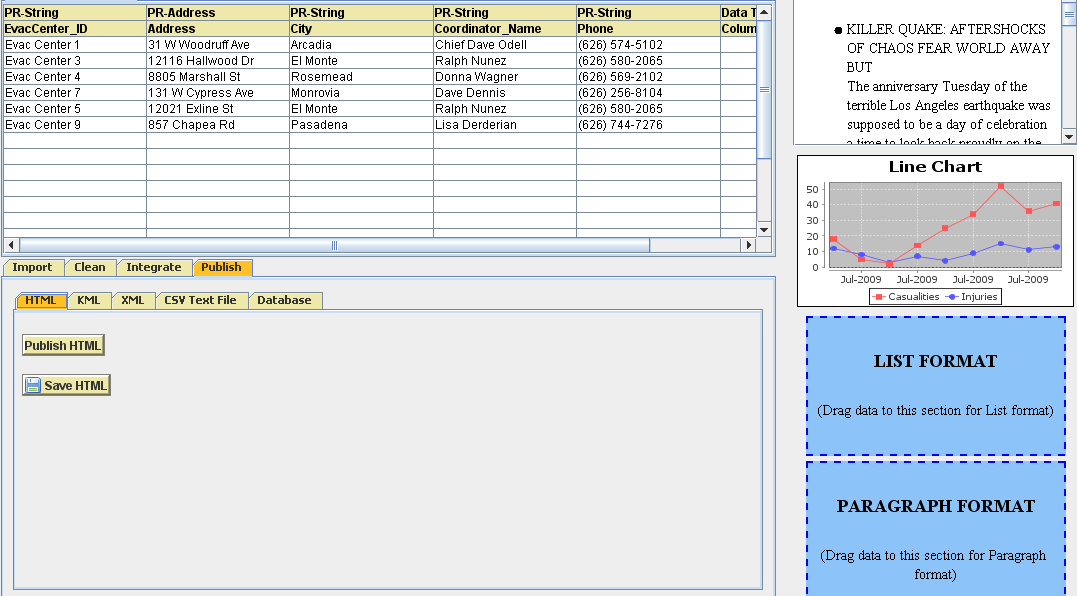 PR-String PR-Address PR-String PR-String PR-String Data T
EvacCenter_ID Address City Coordinator_Name Phone Colum
Evac Center 1 31 W Woodruff Ave Arcadia Chief Dave Odell (626) 574-5102
Evac Center 3 12116 Hallwood Dr El Monte Ralph Nunez (626) 580-2065
Evac Center 4 8805 Marshall St Rosemead Donna Wagner (626) 569-2102
Evac Center 7 131 W Cypress Ave Monrovia Dave Dennis (626) 256-8104
Evac Center 5 12021 Exline St El Monte Ralph Nunez (626) 580-2065
Evac Center 9 857 Chapea Rd Pasadena Lisa Derderian (626) 744-7276
Import Clean Integrate Publish
HTML KML XML CSV Text File Database
Publish HTML
Save HTML
KILLER QUAKE: AFTERSHOCKS
OF CHAOS FEAR WORLD AWAY
BUT
The anniversary Tuesday of the
terrible Los Angeles earthquake was
supposed to be a day of celebration
a time to look back proudly on the
Line Chart
50
40
30
20
10
0
Jul-2009 Jul-2009 Jul-2009 Jul-2009
Casualities Injuries
LIST FORMAT
(Drag data to this section for List format)
PARAGRAPH FORMAT
(Drag data to this section for Paragraph
format)